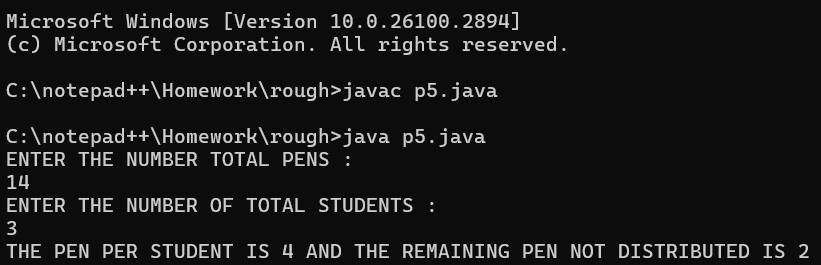 Microsoft Windows [Version 10.0.26100.2894]
(c) Microsoft Corporation. All rights reserved.
C:\notepad++\Homework\rough>javac p5.java
C:\notepad++\Homework\rough>java p5.java
ENTER THE NUMBER TOTAL PENS :
14
ENTER THE NUMBER OF TOTAL STUDENTS :
3
THE PEN PER STUDENT IS 4 AND THE REMAINING PEN NOT DISTRIBUTED IS 2